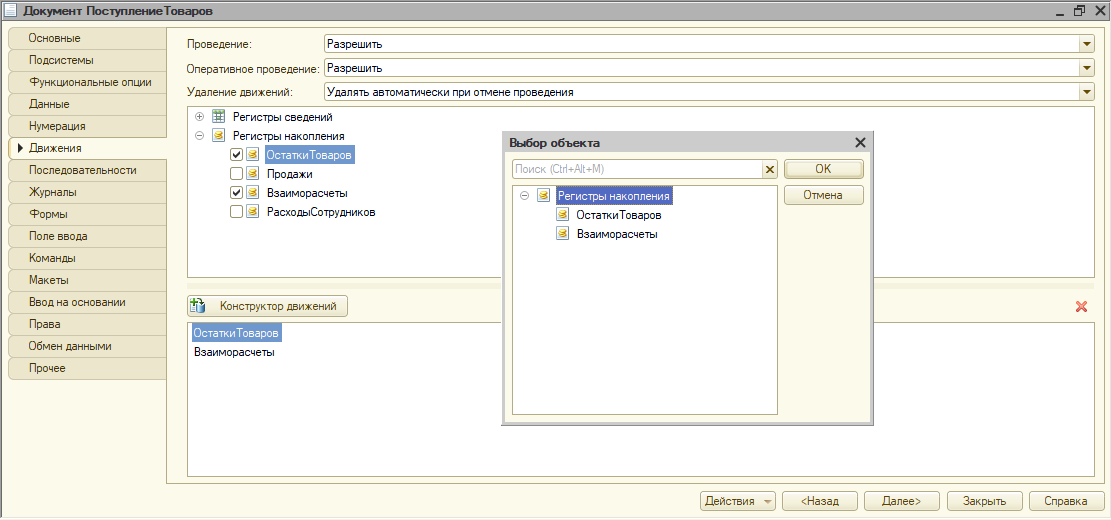 Документ ПоступлениеТоваров
Основные
Подсистемы
Функциональные опции
Данные
Нумерация
Движения
Последовательности
Журналы
Формы
Поле ввода
Команды
Макеты
Ввод на основании
Права
Обмен данными
Прочее
Проведение: Разрешить
Оперативное проведение: Разрешить
Удаление движений: Удалять автоматически при отмене проведения
Регистры сведений
Регистры накопления
ОстаткиТоваров
Продажи
Взаиморасчеты
РасходыСотрудников
Конструктор движений
ОстаткиТоваров
Взаиморасчеты
Выбор объекта
Поиск (Ctrl+Alt+M)
OK
Регистры накопления
Отмена
ОстаткиТоваров
Взаиморасчеты
Действия
<Назад
Далее>
Закрыть
Справка